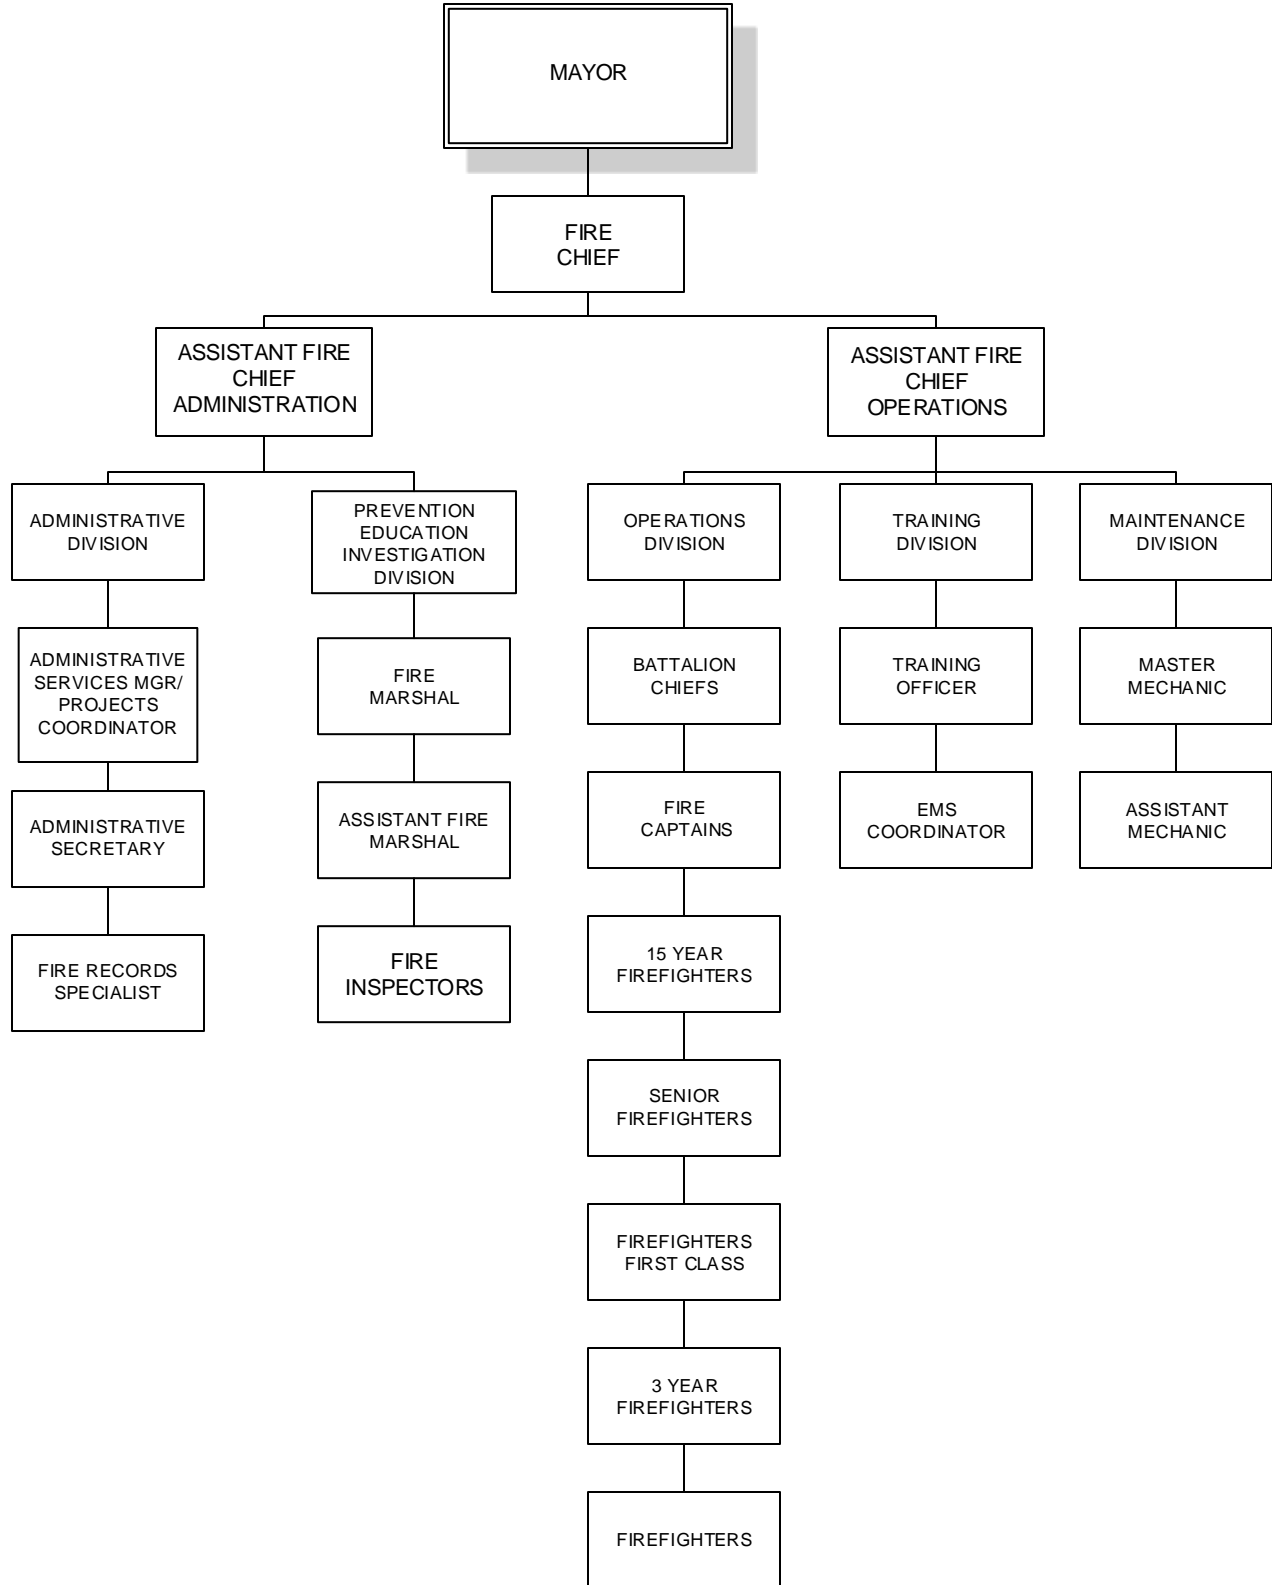 MAYOR
FIRE
CHIEF
ASSISTANT FIRE
CHIEF
ADMINISTRATION
ASSISTANT FIRE
CHIEF
OPERATIONS
ADMINISTRATIVE
DIVISION
PREVENTION
EDUCATION
INVESTIGATION
DIVISION
OPERATIONS
DIVISION
TRAINING
DIVISION
MAINTENANCE
DIVISION
ADMINISTRATIVE
SERVICES MGR/
PROJECTS
COORDINATOR
FIRE
MARSHAL
BATTALION
CHIEFS
TRAINING
OFFICER
MASTER
MECHANIC
ADMINISTRATIVE
SECRETARY
ASSISTANT FIRE
MARSHAL
FIRE
CAPTAINS
EMS
COORDINATOR
ASSISTANT
MECHANIC
FIRE RECORDS
SPECIALIST
FIRE
INSPECTORS
15 YEAR
FIREFIGHTERS
SENIOR
FIREFIGHTERS
FIREFIGHTERS
FIRST CLASS
3 YEAR
FIREFIGHTERS
FIREFIGHTERS